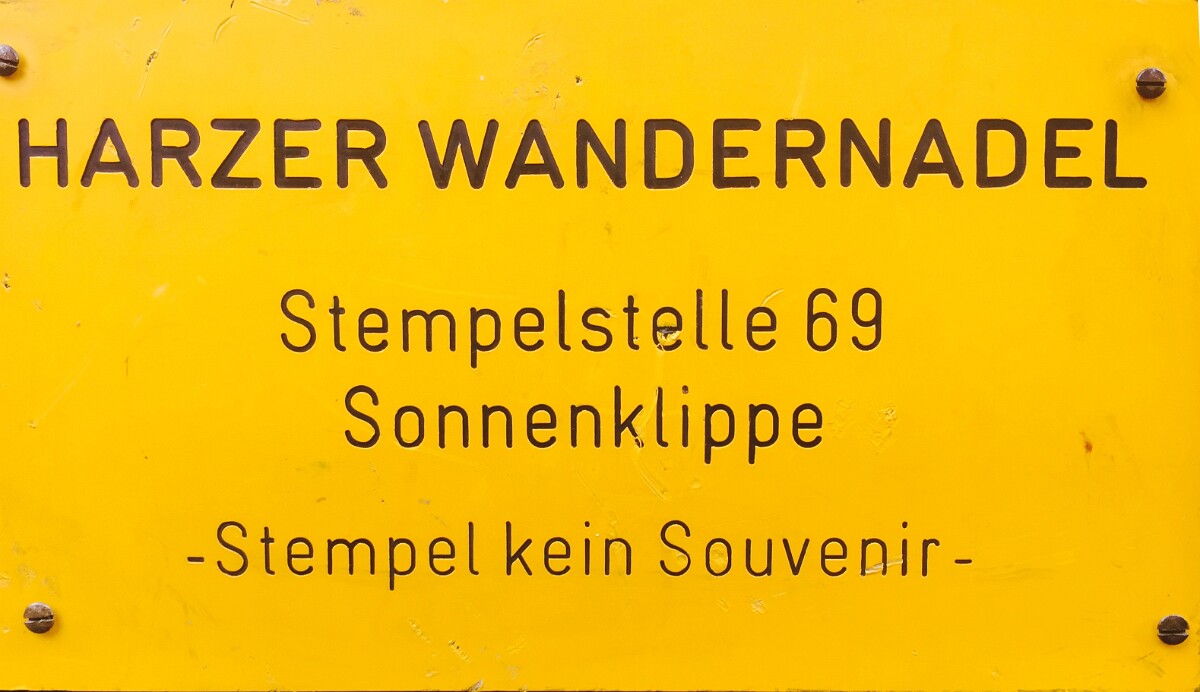 HARZER WANDERNADEL
Stempelstelle 69
Sonnenklippe
-Stempel kein Souvenir-